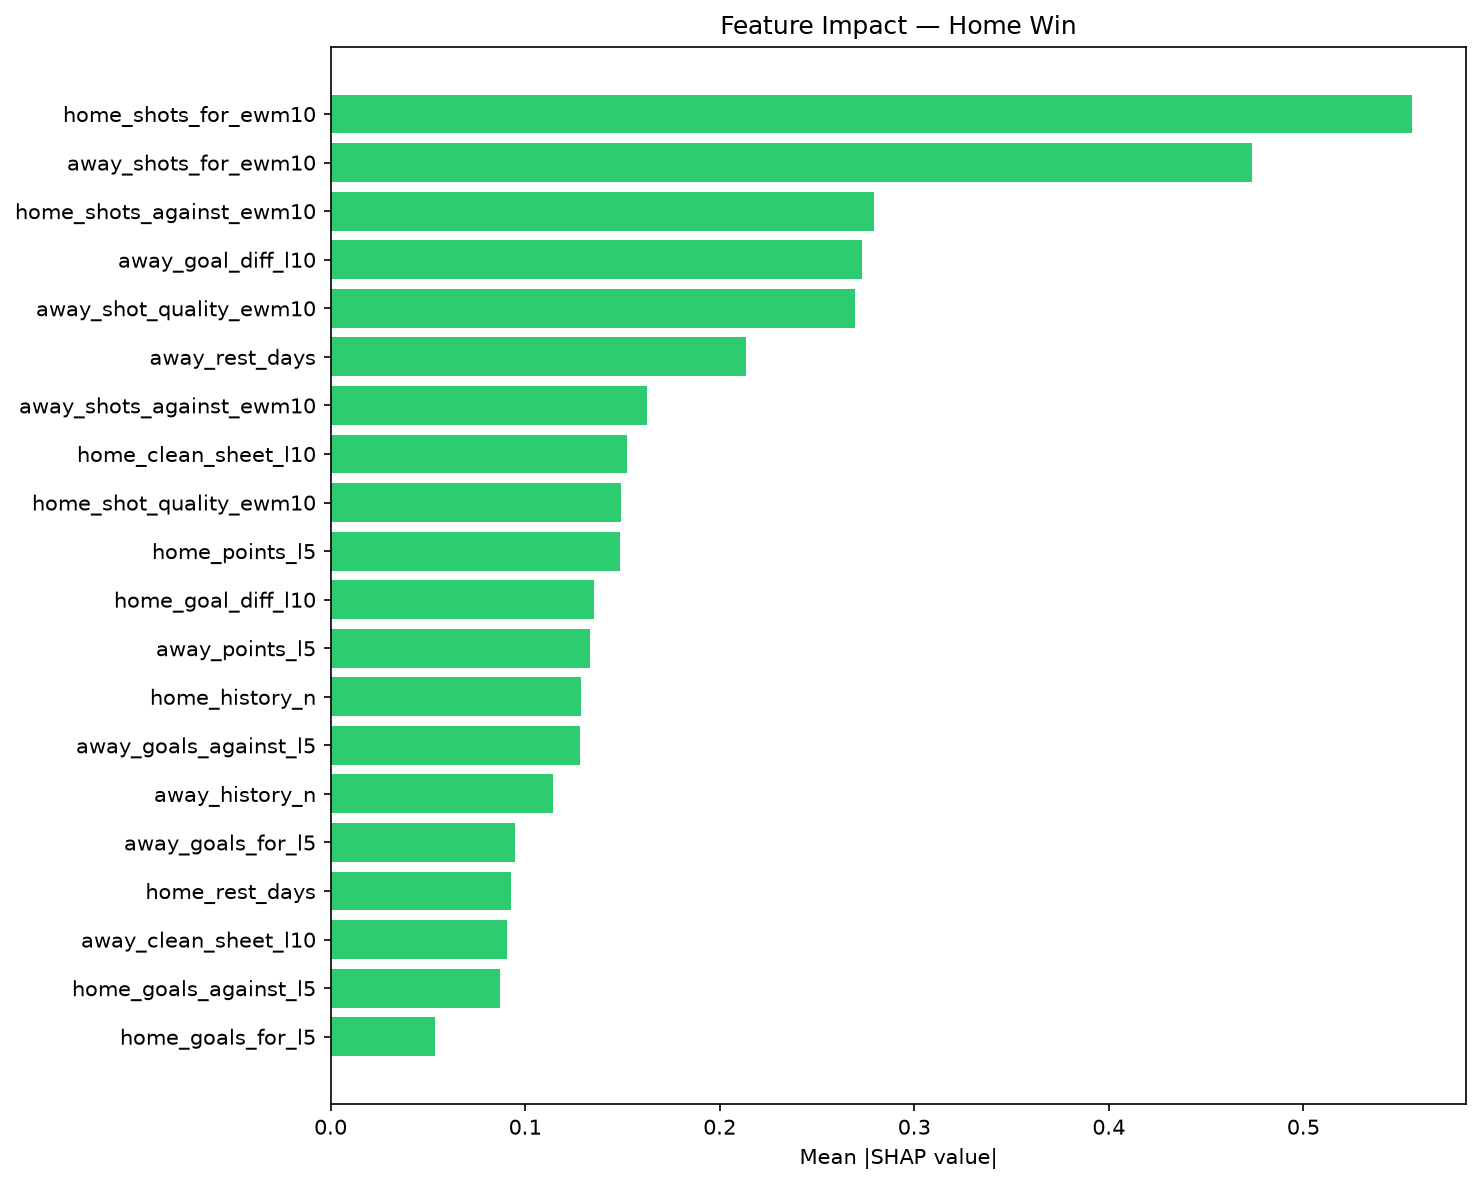 Feature Impact — Home Win
home_shots_for_ewm10
away_shots_for_ewm10
home_shots_against_ewm10
away_goal_diff_l10
away_shot_quality_ewm10
away_rest_days
away_shots_against_ewm10
home_clean_sheet_l10
home_shot_quality_ewm10
home_points_l5
home_goal_diff_l10
away_points_l5
home_history_n
away_goals_against_l5
away_history_n
away_goals_for_l5
home_rest_days
away_clean_sheet_l10
home_goals_against_l5
home_goals_for_l5
0.0 0.1 0.2 0.3 0.4 0.5
Mean |SHAP value|